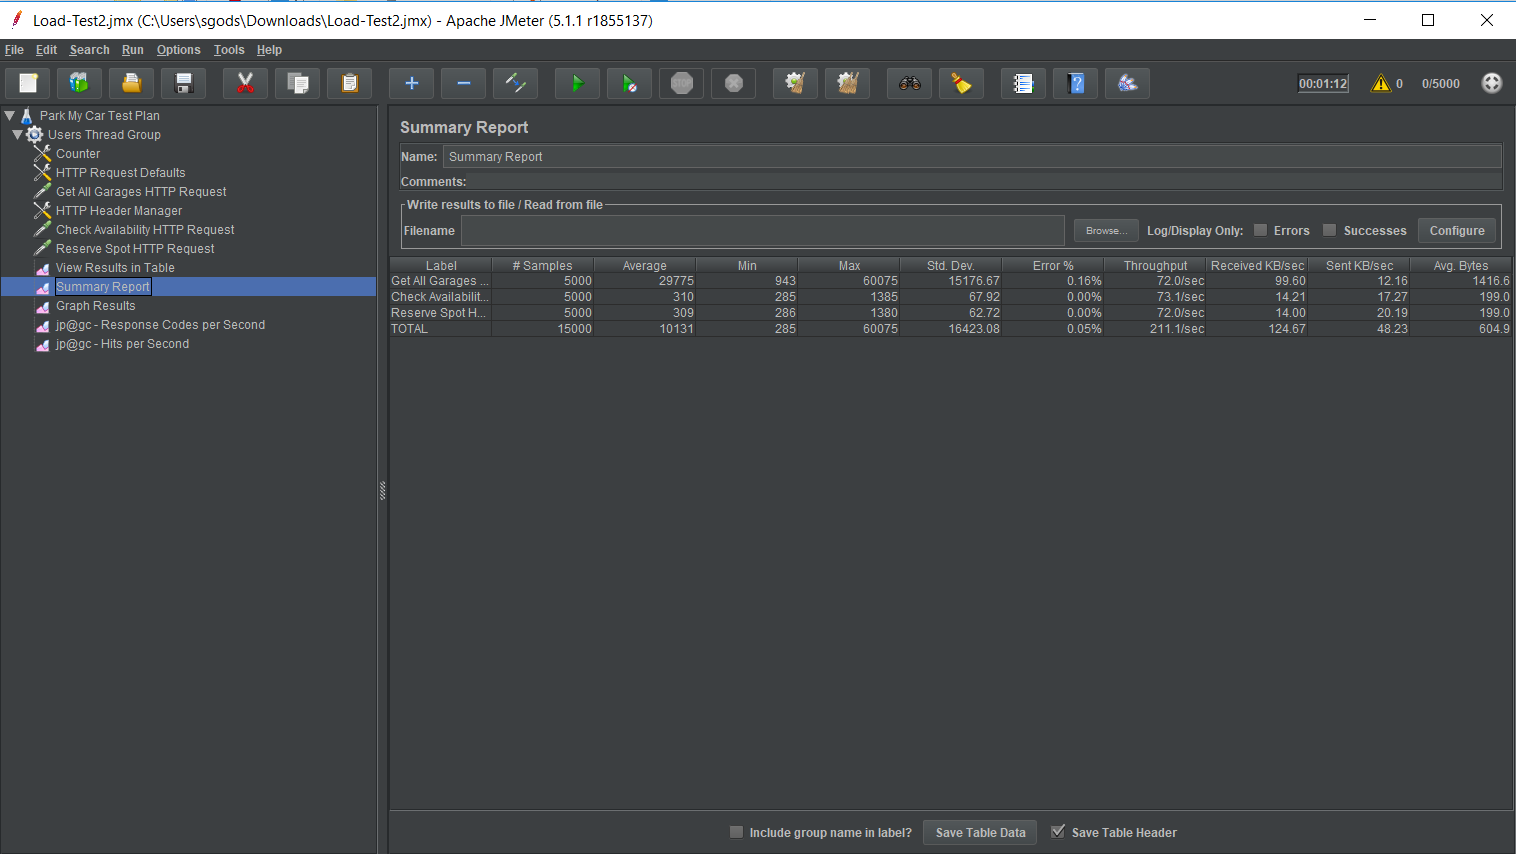 Load-Test2.jmx (C:\Users\sgods\Downloads\Load-Test2.jmx) - Apache JMeter (5.1.1 r1855137)
File Edit Search Run Options Tools Help
STOP 00:01:12 0 0/5000
Park My Car Test Plan
Users Thread Group
Counter
HTTP Request Defaults
Get All Garages HTTP Request
HTTP Header Manager
Check Availability HTTP Request
Reserve Spot HTTP Request
View Results in Table
Summary Report
Graph Results
jp@gc - Response Codes per Second
jp@gc - Hits per Second
Summary Report
Name: Summary Report
Comments:
Write results to file / Read from file
Filename Browse... Log/Display Only: Errors Successes Configure
Label # Samples Average Min Max Std. Dev. Error % Throughput Received KB/sec Sent KB/sec Avg. Bytes
Get All Garages ... 5000 29775 943 60075 15176.67 0.16% 72.0/sec 99.60 12.16 1416.6
Check Availabilit... 5000 310 285 1385 67.92 0.00% 73.1/sec 14.21 17.27 199.0
Reserve Spot H... 5000 309 286 1380 62.72 0.00% 72.0/sec 14.00 20.19 199.0
TOTAL 15000 10131 285 60075 16423.08 0.05% 211.1/sec 124.67 48.23 604.9
Include group name in label? Save Table Data Save Table Header